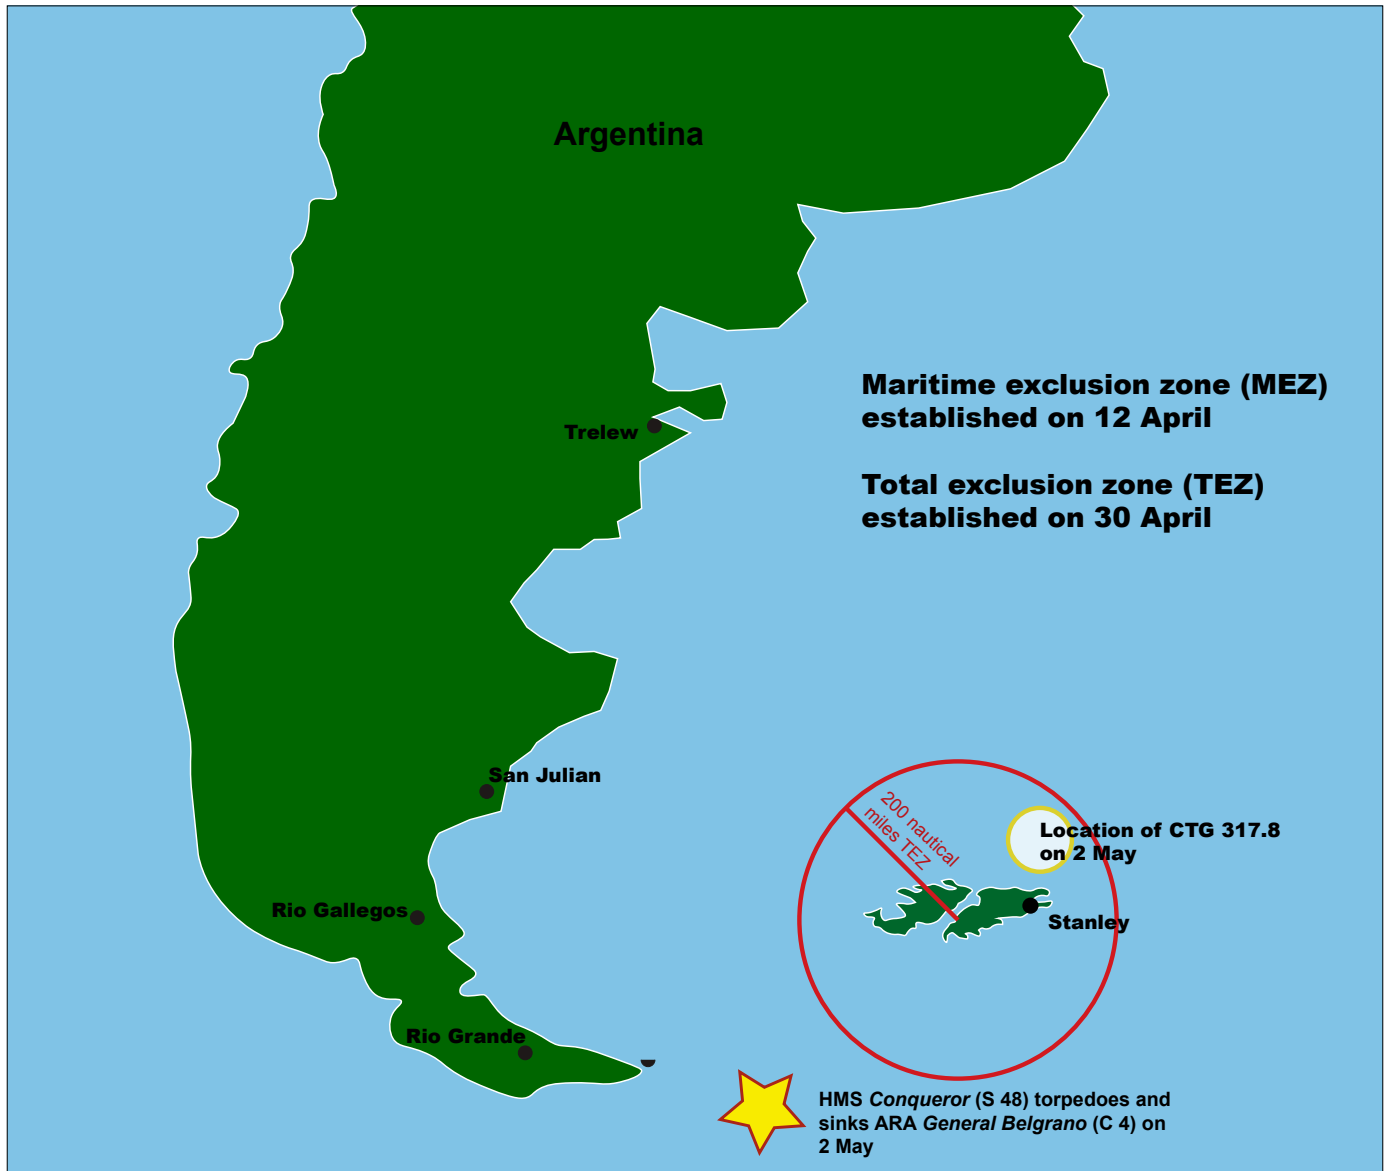 Argentina
Maritime exclusion zone (MEZ)
established on 12 April
Trelew
Total exclusion zone (TEZ)
established on 30 April
San Julian
200 nautical
miles TEZ
Location of CTG 317.8
on 2 May
Rio Gallegos
Stanley
Rio Grande
HMS Conqueror (S 48) torpedoes and
sinks ARA General Belgrano (C 4) on
2 May